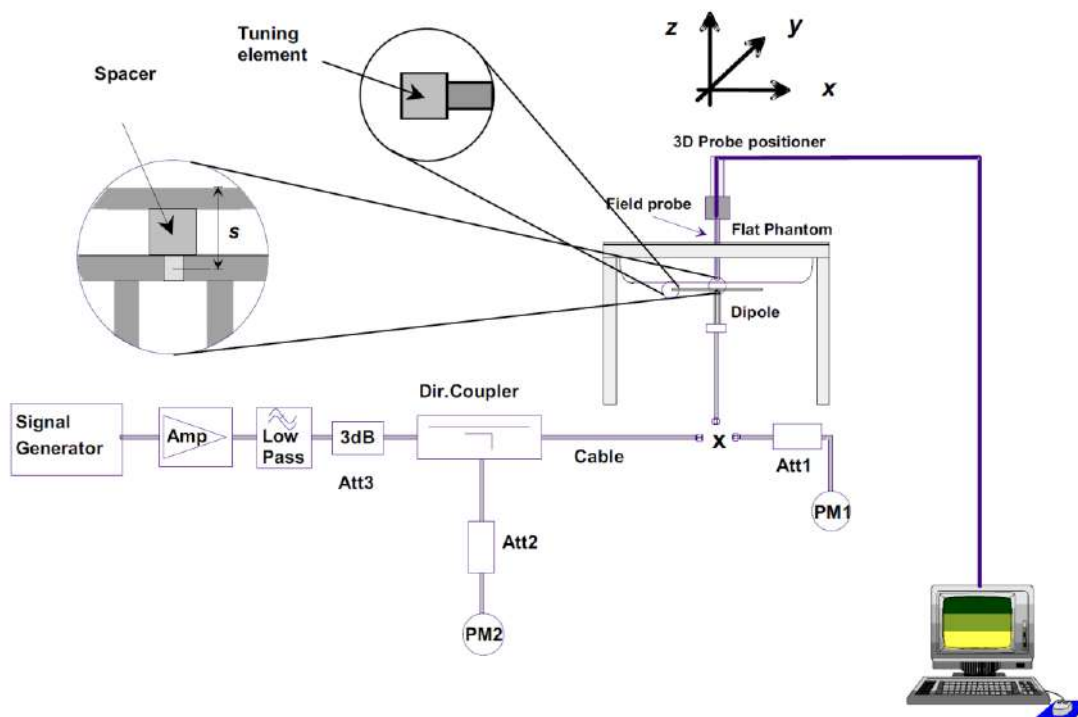 Tuning
element
Spacer
s
z
y
x
3D Probe positioner
Field probe
Flat Phantom
Dipole
Dir.Coupler
Signal
Generator
Amp
Low
Pass
3dB
Att3
Cable
x
Att1
PM1
Att2
PM2